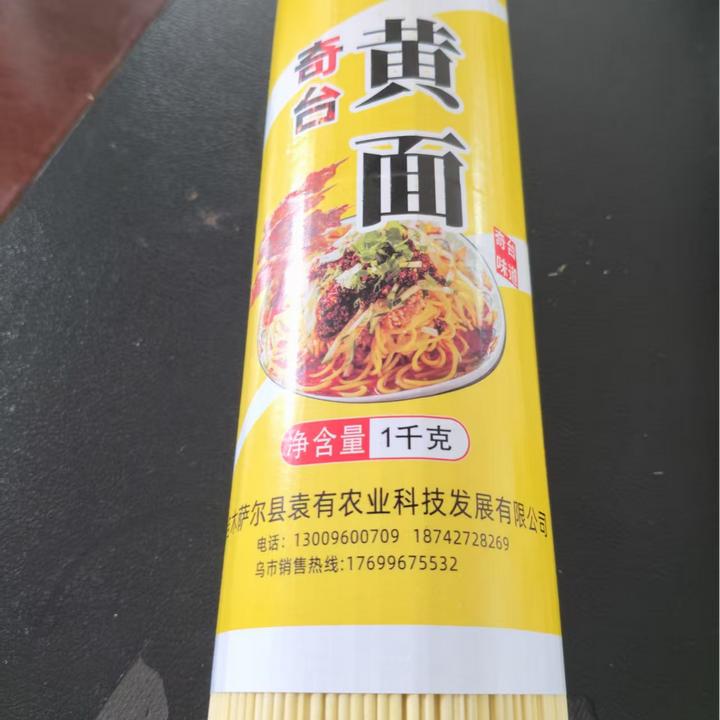 奇台
黄面
奇台
味道
净含量 1千克
木萨尔县袁有农业科技发展有限公司
电话：13009600709 18742728269
乌市销售热线:17699675532